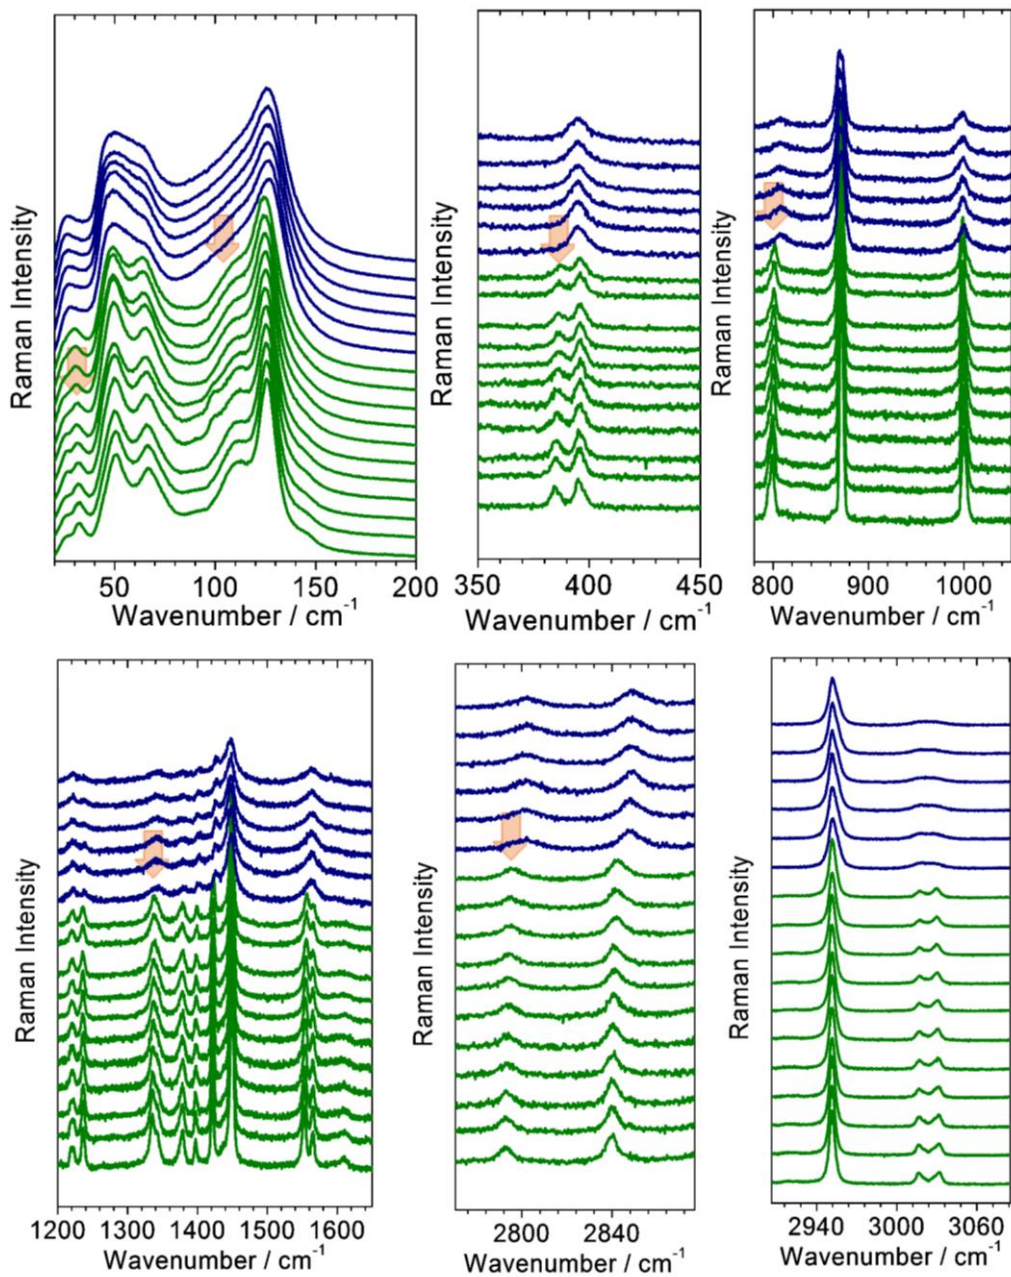 Raman Intensity
50 100 150 200
Wavenumber / cm-1
Raman Intensity
350 400 450
Wavenumber / cm-1
Raman Intensity
800 900 1000
Wavenumber / cm-1
Raman Intensity
1200 1300 1400 1500 1600
Wavenumber / cm-1
Raman Intensity
2800 2840
Wavenumber / cm-1
Raman Intensity
2940 3000 3060
Wavenumber / cm-1